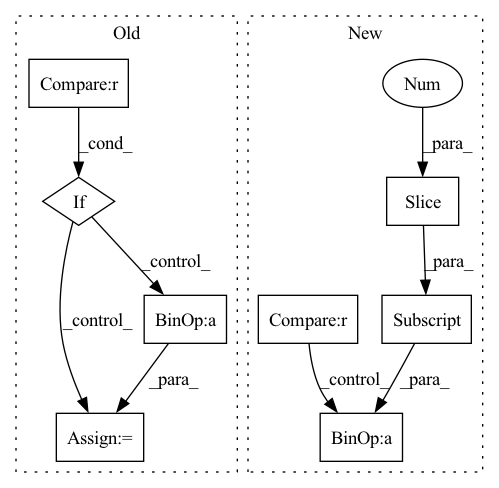 Old
New
Compare:r
Num
_cond_
_para_
If
Slice
_control_
_para_
_control_
BinOp:a
Compare:r
Subscript
_para_
_control_
_para_
Assign:=
BinOp:a